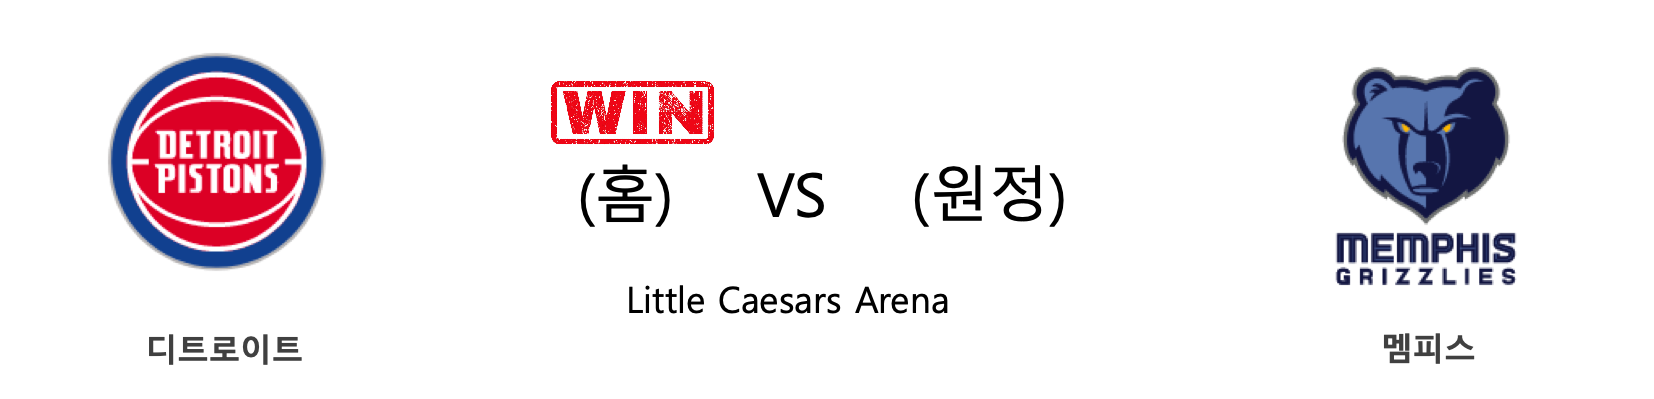 DETROIT
PISTONS
WIN
(홈) VS (원정)
MEMPHIS
GRIZZLIES
Little Caesars Arena
디트로이트
멤피스